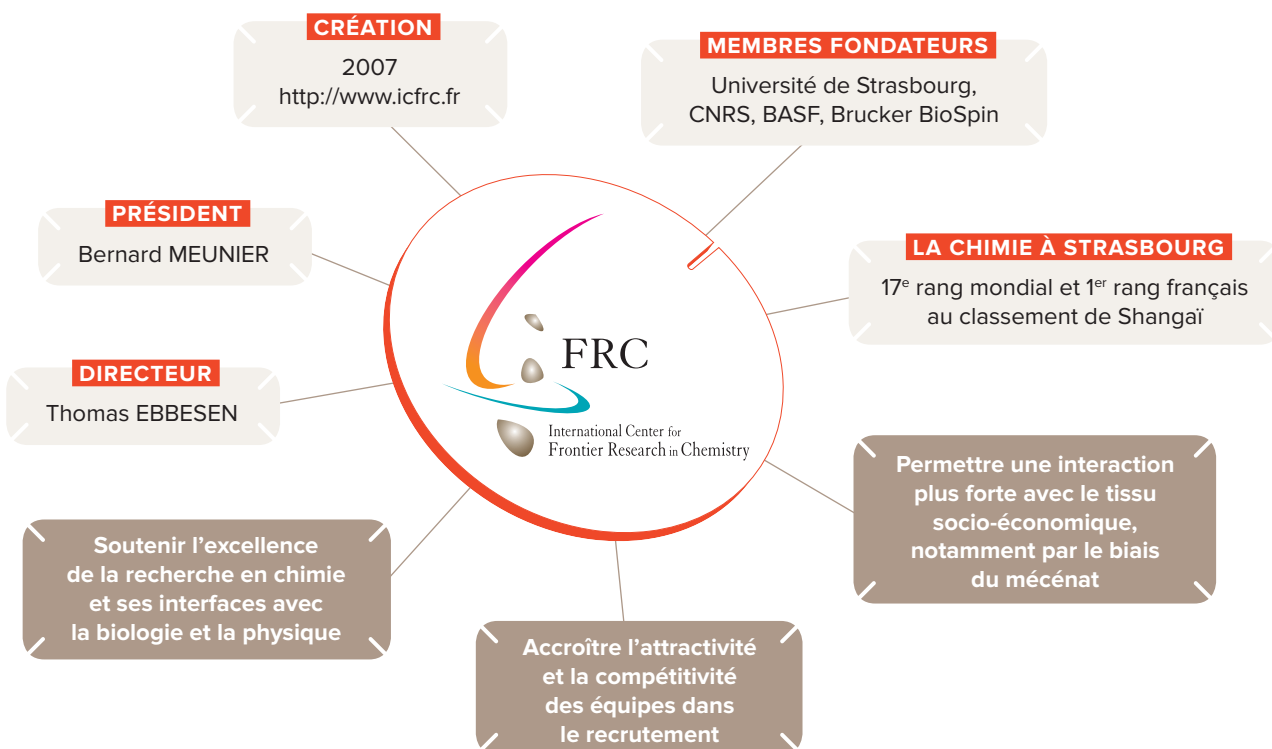 CRÉATION
2007
http://www.icfrc.fr
MEMBRES FONDATEURS
Université de Strasbourg,
CNRS, BASF, Brucker BioSpin
PRÉSIDENT
Bernard MEUNIER
LA CHIMIE À STRASBOURG
17e rang mondial et 1er rang français
au classement de Shangaï
DIRECTEUR
Thomas EBBESEN
FRC
International Center for
Frontier Research in Chemistry
Soutenir l’excellence
de la recherche en chimie
et ses interfaces avec
la biologie et la physique
Accroître l’attractivité
et la compétitivité
des équipes dans
le recrutement
Permettre une interaction
plus forte avec le tissu
socio-économique,
notamment par le biais
du mécénat